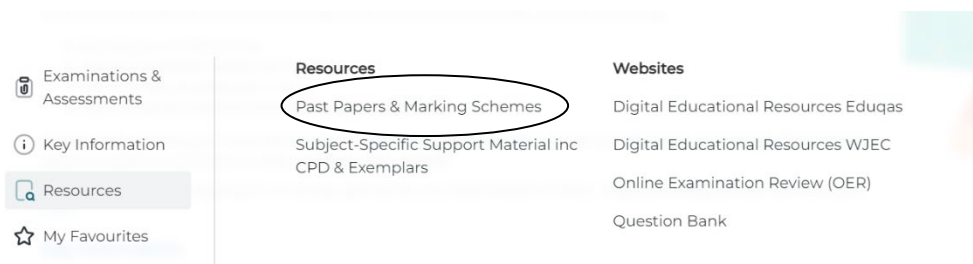 Examinations &
Assessments
Key Information
Resources
My Favourites
Resources
Past Papers & Marking Schemes
Subject-Specific Support Material inc
CPD & Exemplars
Websites
Digital Educational Resources Eduqas
Digital Educational Resources WJEC
Online Examination Review (OER)
Question Bank